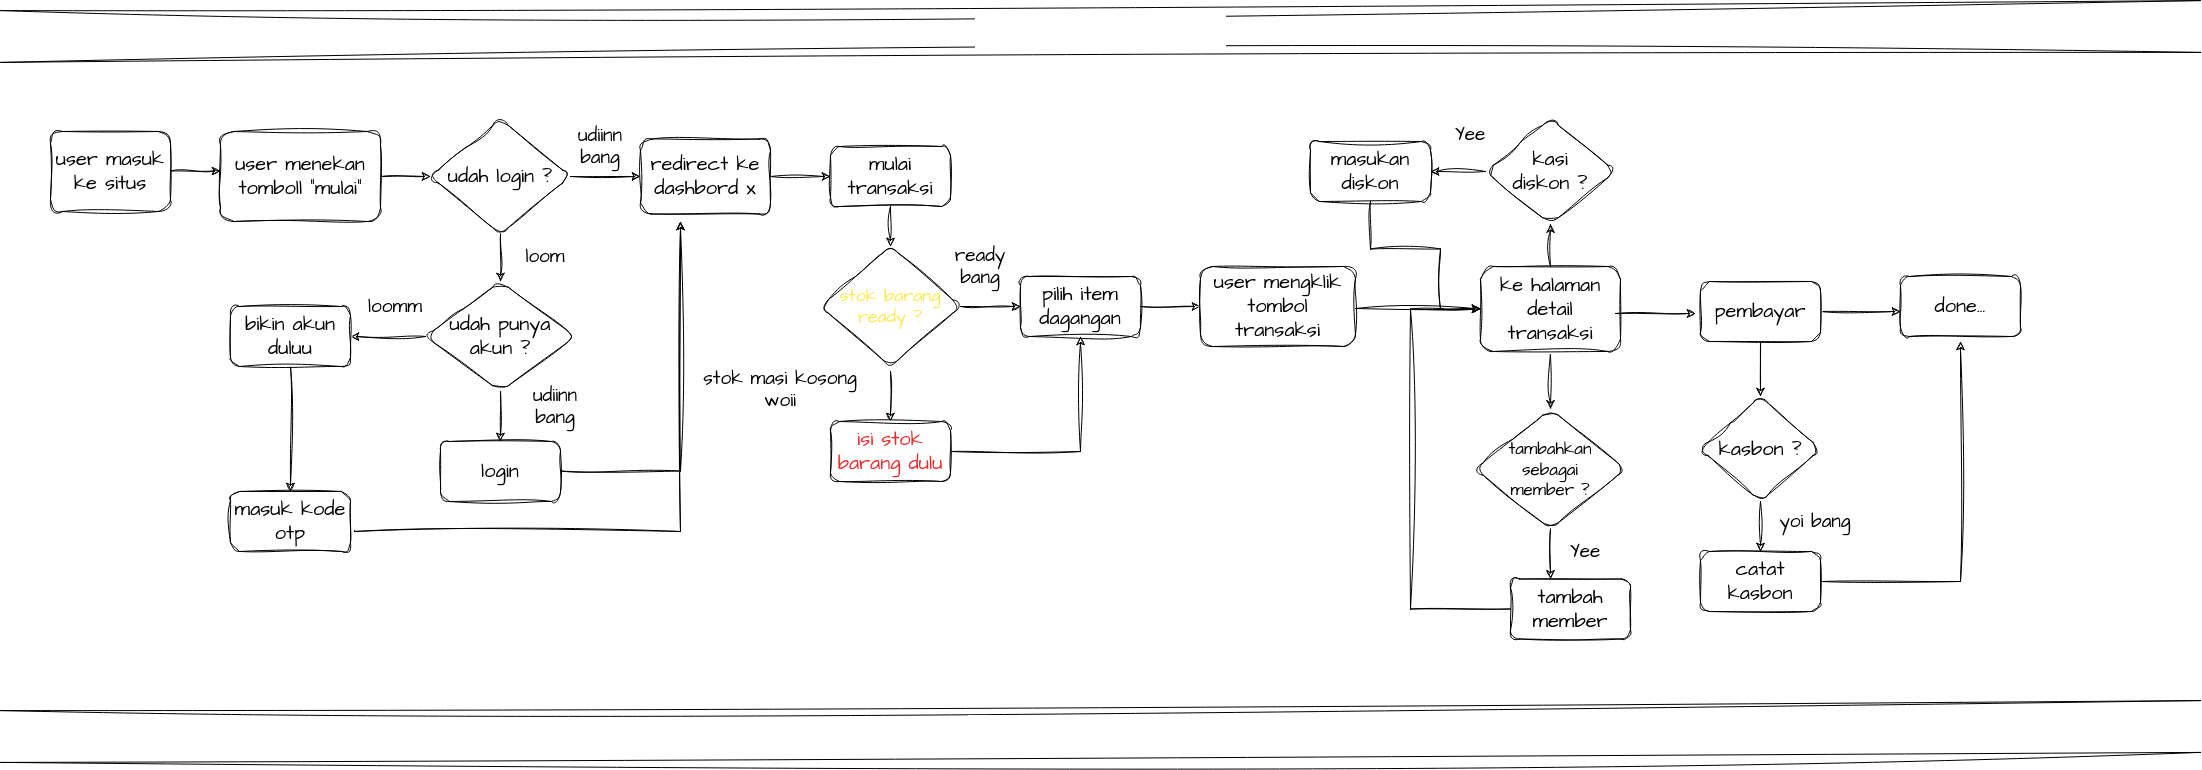 user masuk
ke situs
user menekan
tomboll "mulai"
udah login ?
udiinn
bang
redirect ke
dashbord x
mulai
transaksi
loom
udah punya
akun ?
loomm
bikin akun
duluu
udiinn
bang
login
masuk kode
otp
stok barang
ready ?
ready
bang
stok masi kosong
woii
isi stok
barang dulu
pilih item
dagangan
user mengklik
tombol
transaksi
masukan
diskon
Yee
kasi
diskon ?
ke halaman
detail
transaksi
tambahkan
sebagai
member ?
Yee
tambah
member
pembayar
done...
kasbon ?
yoi bang
catat
kasbon